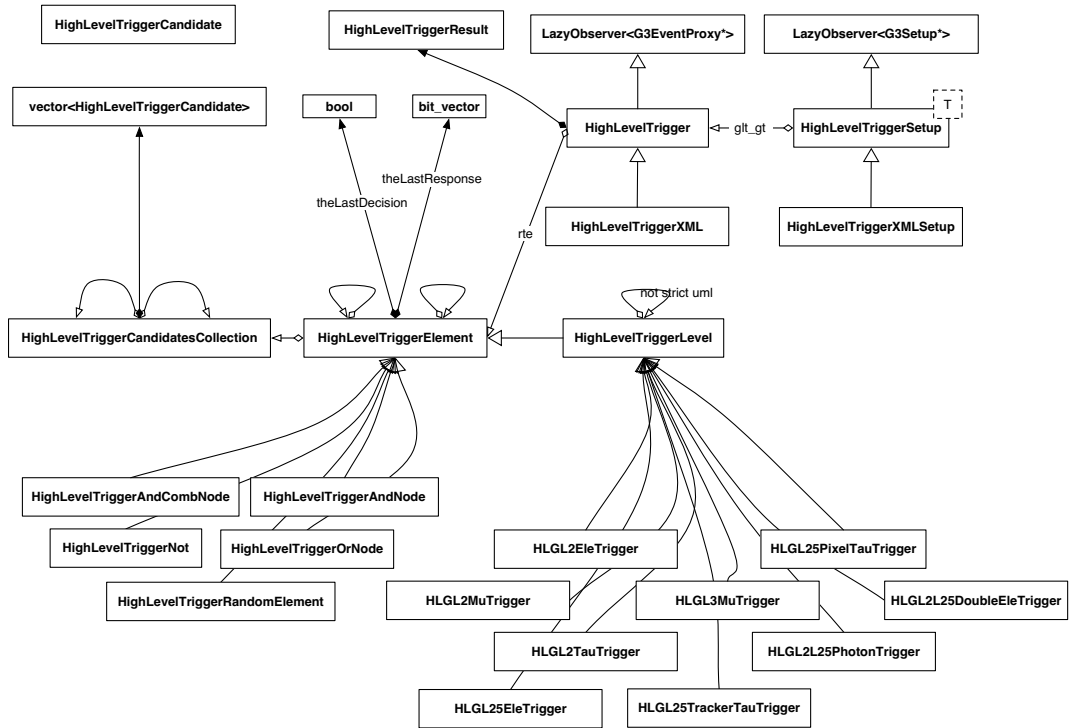 HighLevelTriggerCandidate
HighLevelTriggerResult
LazyObserver<G3EventProxy*>
LazyObserver<G3Setup*>
vector<HighLevelTriggerCandidate>
bool
bit_vector
T
HighLevelTrigger
glt_gt
HighLevelTriggerSetup
theLastResponse
theLastDecision
rte
HighLevelTriggerXML
HighLevelTriggerXMLSetup
not strict uml
HighLevelTriggerCandidatesCollection
HighLevelTriggerElement
HighLevelTriggerLevel
HighLevelTriggerAndCombNode
HighLevelTriggerAndNode
HighLevelTriggerNot
HighLevelTriggerOrNode
HLGL2EleTrigger
HLGL25PixelTauTrigger
HighLevelTriggerRandomElement
HLGL2MuTrigger
HLGL3MuTrigger
HLGL2L25DoubleEleTrigger
HLGL2TauTrigger
HLGL2L25PhotonTrigger
HLGL25EleTrigger
HLGL25TrackerTauTrigger